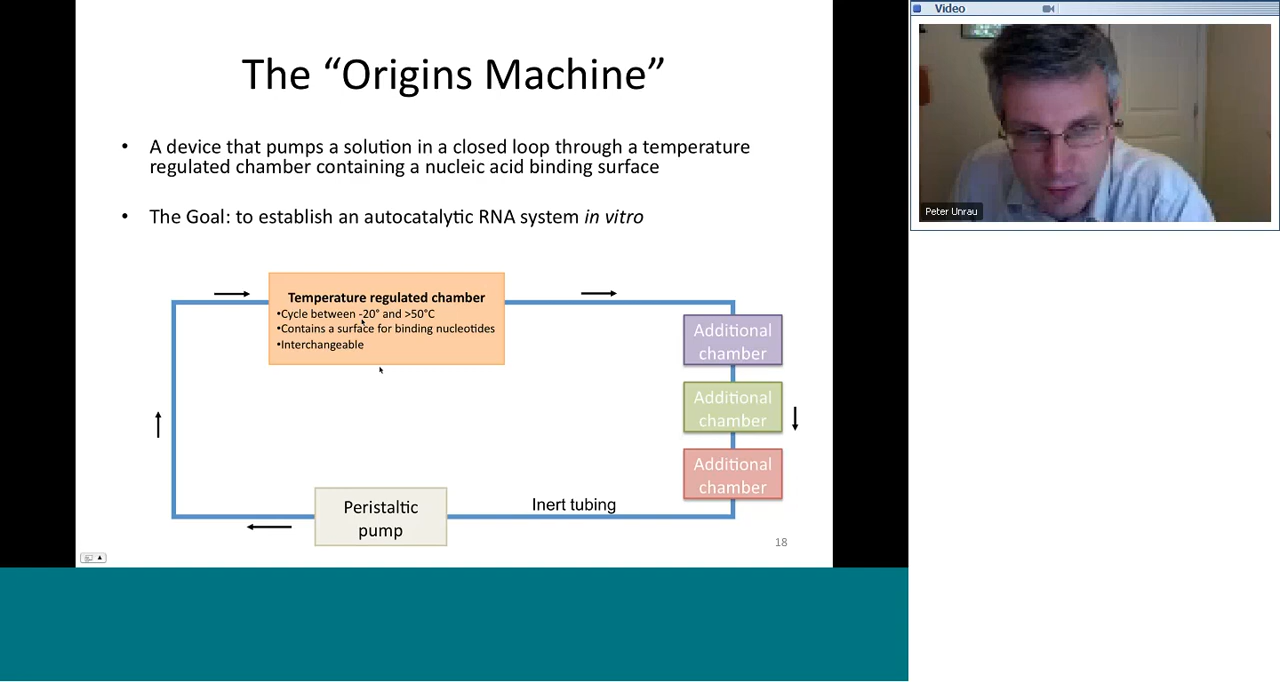 The “Origins Machine”
• A device that pumps a solution in a closed loop through a temperature
regulated chamber containing a nucleic acid binding surface
• The Goal: to establish an autocatalytic RNA system in vitro
Temperature regulated chamber
•Cycle between -20° and >50°C
•Contains a surface for binding nucleotides
•Interchangeable
Additional
chamber
Additional
chamber
Additional
chamber
Peristaltic
pump
Inert tubing
18
Video
Peter Unrau